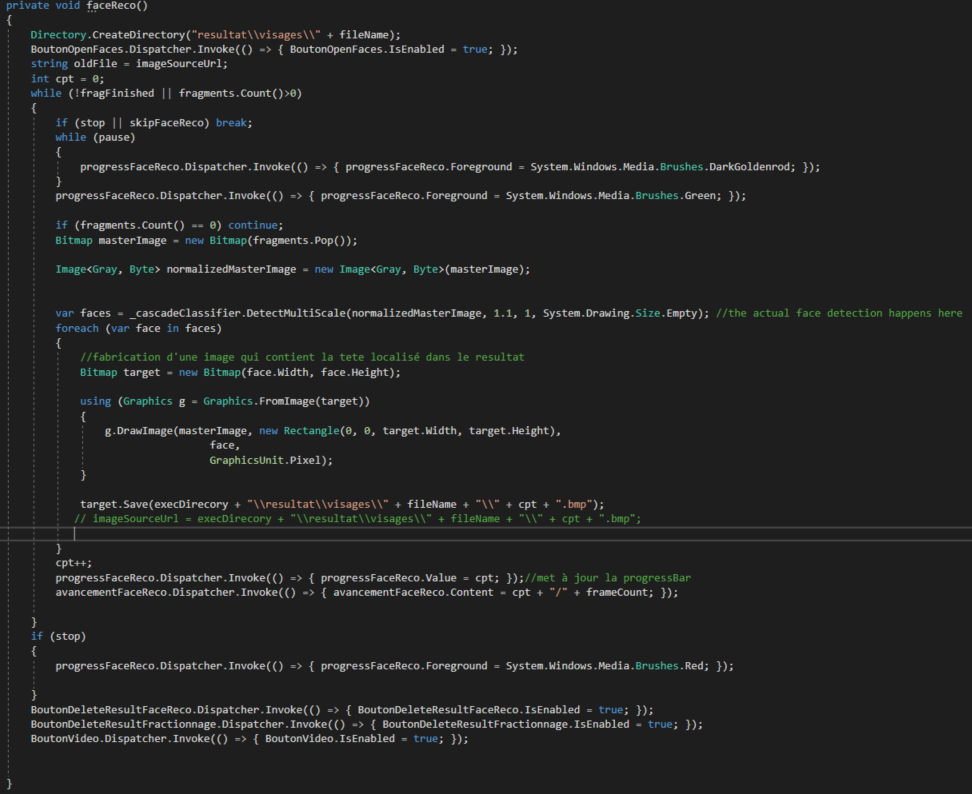 private void faceReco()
{
Directory.CreateDirectory("resultat\\visages\\" + fileName);
BoutonOpenFaces.Dispatcher.Invoke(() => { BoutonOpenFaces.IsEnabled = true; });
string oldFile = imageSourceUrl;
int cpt = 0;
while (!fragFinished || fragments.Count()>0)
{
if (stop || skipFaceReco) break;
while (pause)
{
progressFaceReco.Dispatcher.Invoke(() => { progressFaceReco.Foreground = System.Windows.Media.Brushes.DarkGoldenrod; });
}
progressFaceReco.Dispatcher.Invoke(() => { progressFaceReco.Foreground = System.Windows.Media.Brushes.Green; });
if (fragments.Count() == 0) continue;
Bitmap masterImage = new Bitmap(fragments.Pop());
Image<Gray, Byte> normalizedMasterImage = new Image<Gray, Byte>(masterImage);
var faces = _cascadeClassifier.DetectMultiScale(normalizedMasterImage, 1.1, 1, System.Drawing.Size.Empty); //the actual face detection happens here
foreach (var face in faces)
{
//fabrication d'une image qui contient la tete localisé dans le resultat
Bitmap target = new Bitmap(face.Width, face.Height);
using (Graphics g = Graphics.FromImage(target))
{
g.DrawImage(masterImage, new Rectangle(0, 0, target.Width, target.Height),
face,
GraphicsUnit.Pixel);
}
target.Save(execDirecory + "\\resultat\\visages\\" + fileName + "\\" + cpt + ".bmp");
// imageSourceUrl = execDirecory + "\\resultat\\visages\\" + fileName + "\\" + cpt + ".bmp";
}
cpt++;
progressFaceReco.Dispatcher.Invoke(() => { progressFaceReco.Value = cpt; });//met à jour la progressBar
avancementFaceReco.Dispatcher.Invoke(() => { avancementFaceReco.Content = cpt + "/" + frameCount; });
}
if (stop)
{
progressFaceReco.Dispatcher.Invoke(() => { progressFaceReco.Foreground = System.Windows.Media.Brushes.Red; });
}
BoutonDeleteResultFaceReco.Dispatcher.Invoke(() => { BoutonDeleteResultFaceReco.IsEnabled = true; });
BoutonDeleteResultFractionnage.Dispatcher.Invoke(() => { BoutonDeleteResultFractionnage.IsEnabled = true; });
BoutonVideo.Dispatcher.Invoke(() => { BoutonVideo.IsEnabled = true; });
}